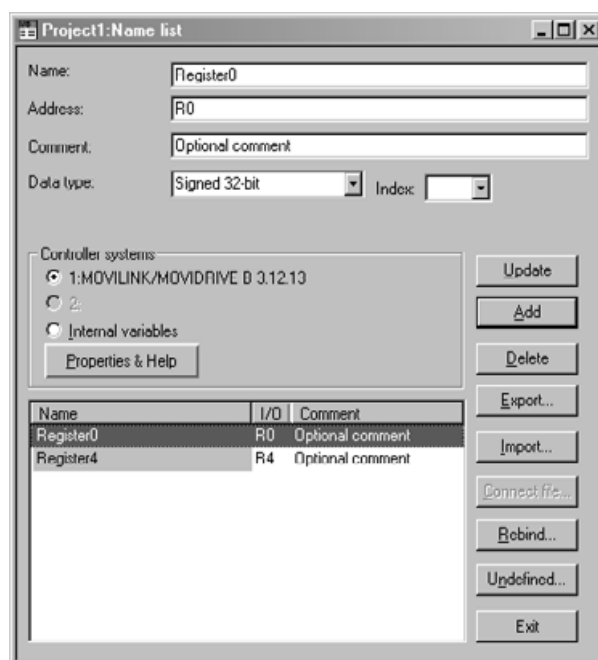 Project1:Name list
Name: Register0
Address: R0
Comment: Optional comment
Data type: Signed 32-bit Index:
Controller systems
1:MOVILINK/MOVIDRIVE B 3.12.13
2:
Internal variables
Properties & Help
Update
Add
Delete
Export...
Import...
Connect file...
Rebind...
Undefined...
Exit
Name I/O Comment
Register0 R0 Optional comment
Register4 R4 Optional comment